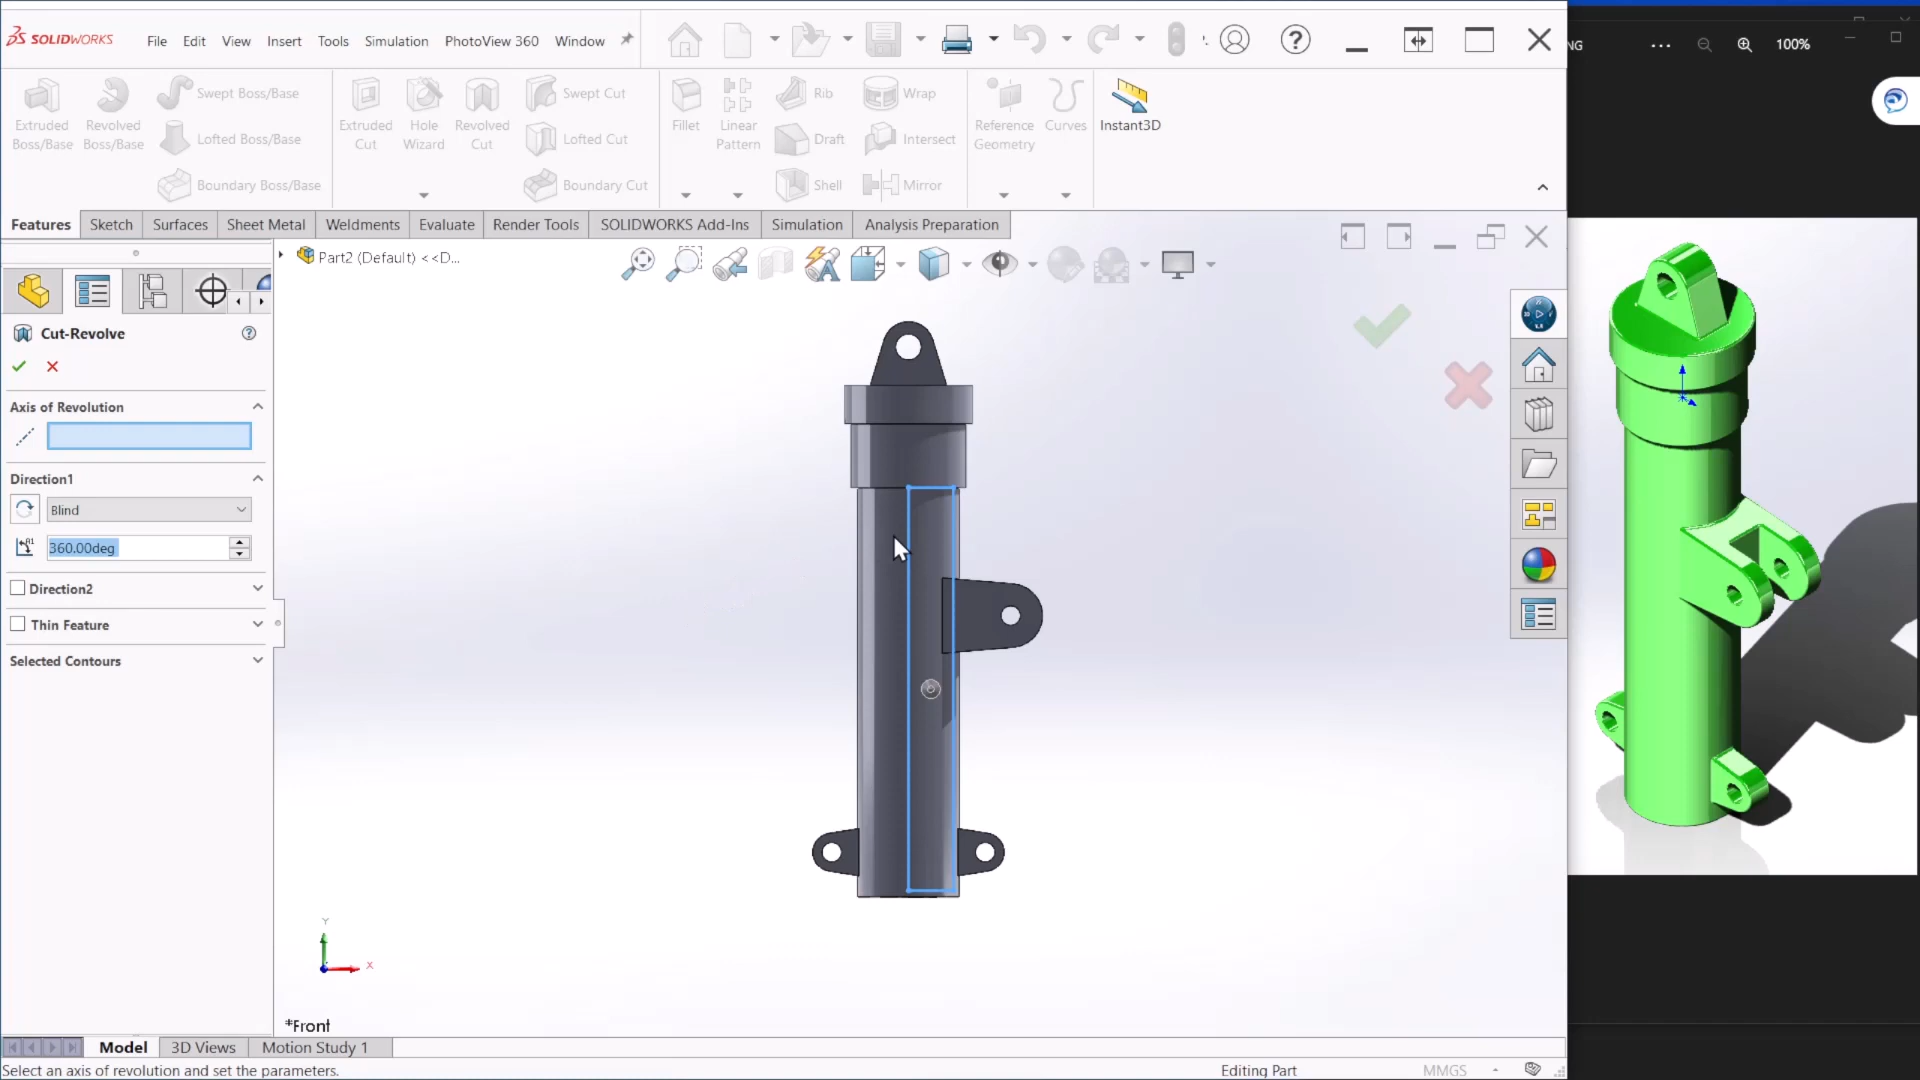 SOLIDWORKS File Edit View Insert Tools Simulation PhotoView 360 Window
NG 100%
Extruded Boss/Base
Revolved Boss/Base
Swept Boss/Base
Lofted Boss/Base
Boundary Boss/Base
Extruded Cut
Hole Wizard
Revolved Cut
Swept Cut
Lofted Cut
Boundary Cut
Fillet
Linear Pattern
Rib
Draft
Shell
Wrap
Intersect
Mirror
Reference Geometry
Curves
Instant3D
Features Sketch Surfaces Sheet Metal Weldments Evaluate Render Tools SOLIDWORKS Add-Ins Simulation Analysis Preparation
Part2 (Default) <<D...
Cut-Revolve
Axis of Revolution
Direction1
Blind
360.00deg
Direction2
Thin Feature
Selected Contours
Y
X
*Front
Model 3D Views Motion Study 1
Select an axis of revolution and set the parameters. Editing Part MMGS